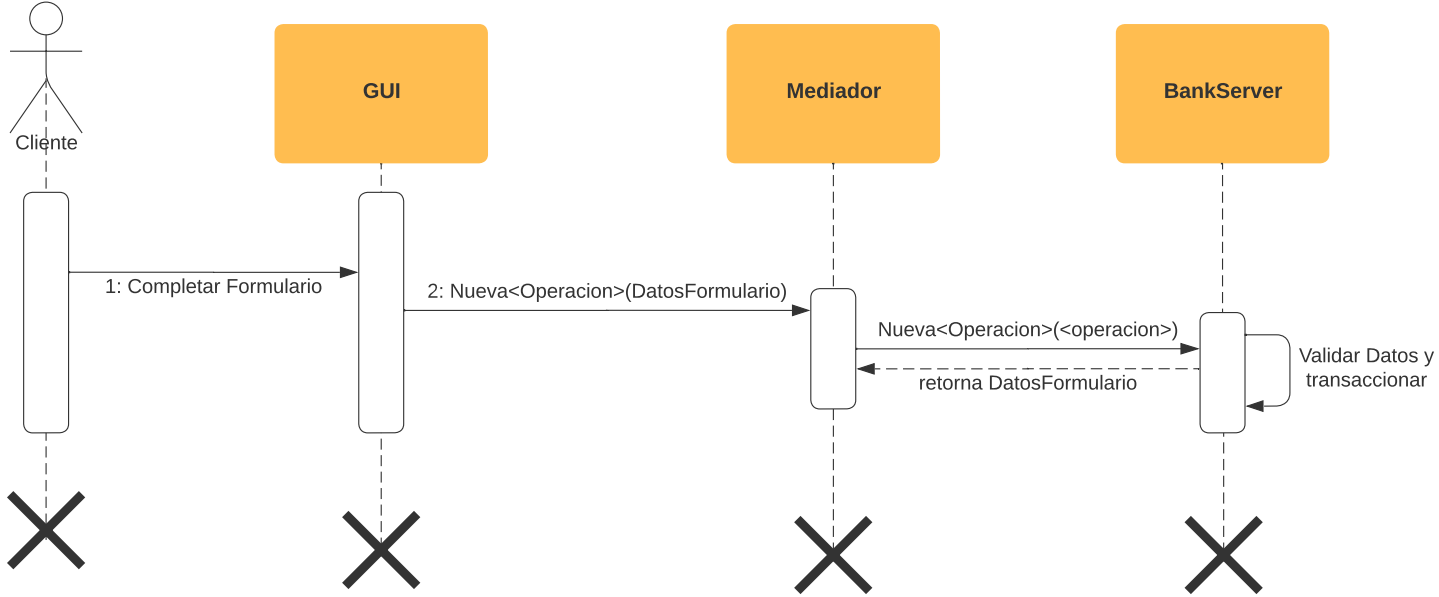 GUI
Mediador
BankServer
Cliente
1: Completar Formulario
2: Nueva<Operacion>(DatosFormulario)
Nueva<Operacion>(<operacion>)
retorna DatosFormulario
Validar Datos y
transaccionar